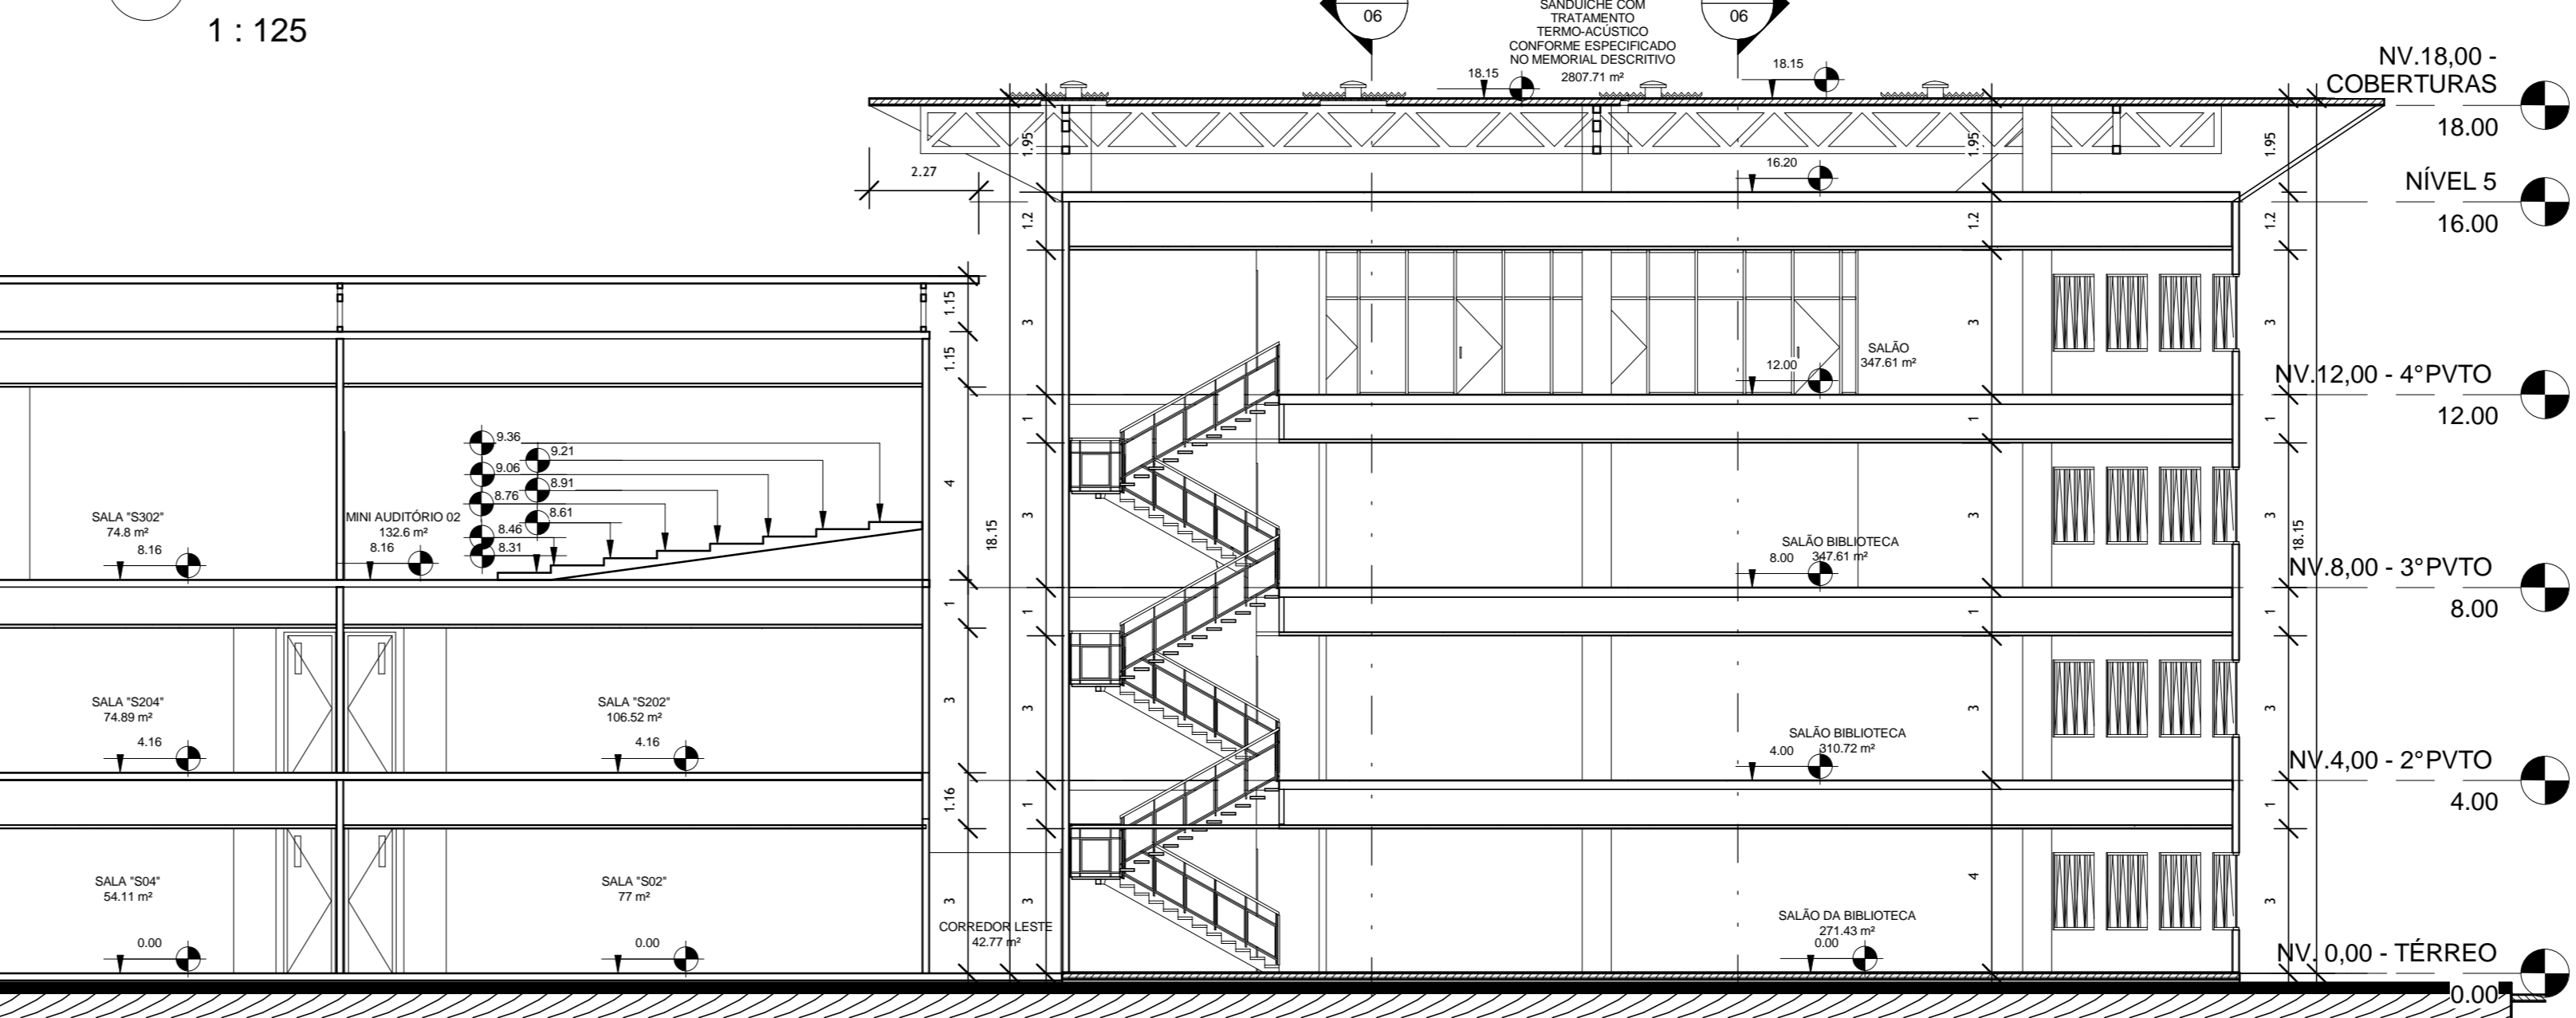 1 : 125
06
SANDUÍCHE COM
TRATAMENTO
TERMO-ACÚSTICO
CONFORME ESPECIFICADO
NO MEMORIAL DESCRITIVO
2807.71 m²
06
18.15
18.15
NV.18,00 -
COBERTURAS
18.00
1.95
1.95
1.95
2.27
16.20
NÍVEL 5
16.00
1.2
1.2
1.2
1.15
1.15
3
3
3
SALÃO
347.61 m²
12.00
NV.12,00 - 4°PVTO
12.00
1
1
1
9.36
9.21
9.06
8.91
8.76
8.61
8.46
8.31
4
18.15
3
3
3
18.15
SALA "S302"
74.8 m²
8.16
MINI AUDITÓRIO 02
132.6 m²
8.16
SALÃO BIBLIOTECA
347.61 m²
8.00
NV.8,00 - 3°PVTO
8.00
1
1
1
1
SALA "S204"
74.89 m²
4.16
SALA "S202"
106.52 m²
4.16
3
3
3
3
SALÃO BIBLIOTECA
310.72 m²
4.00
NV.4,00 - 2°PVTO
4.00
1.16
1
1
SALA "S04"
54.11 m²
0.00
SALA "S02"
77 m²
0.00
3
3
4
3
CORREDOR LESTE
42.77 m²
SALÃO DA BIBLIOTECA
271.43 m²
0.00
NV. 0,00 - TÉRREO
0.00